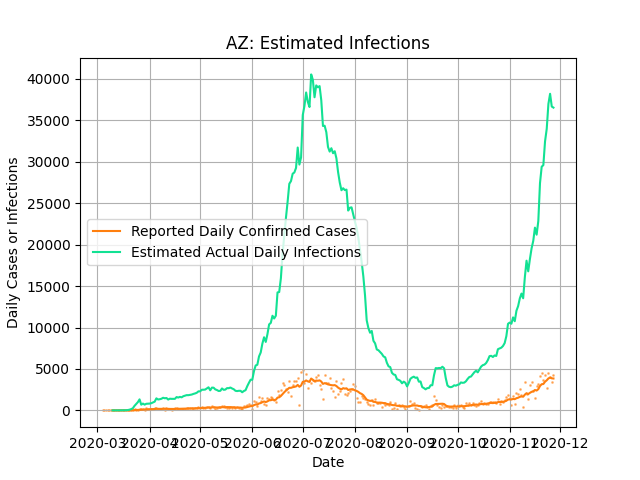 AZ: Estimated Infections
40000
35000
30000
25000
20000
15000
10000
5000
0
Daily Cases or Infections
Reported Daily Confirmed Cases
Estimated Actual Daily Infections
2020-03 2020-04 2020-05 2020-06 2020-07 2020-08 2020-09 2020-10 2020-11 2020-12
Date